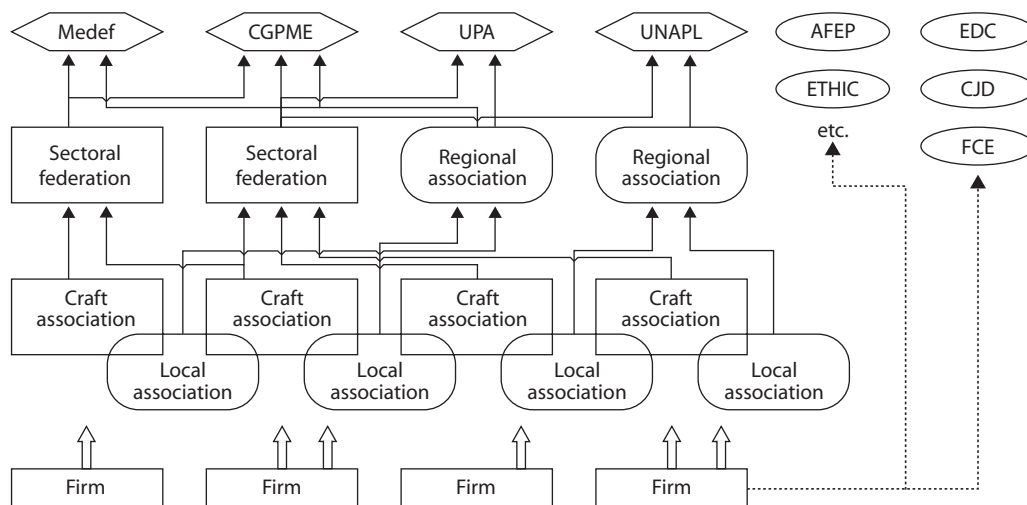 Medef
CGPME
UPA
UNAPL
AFEP
EDC
ETHIC
CJD
etc.
FCE
Sectoral
federation
Sectoral
federation
Regional
association
Regional
association
Craft
association
Craft
association
Craft
association
Craft
association
Local
association
Local
association
Local
association
Local
association
Firm
Firm
Firm
Firm